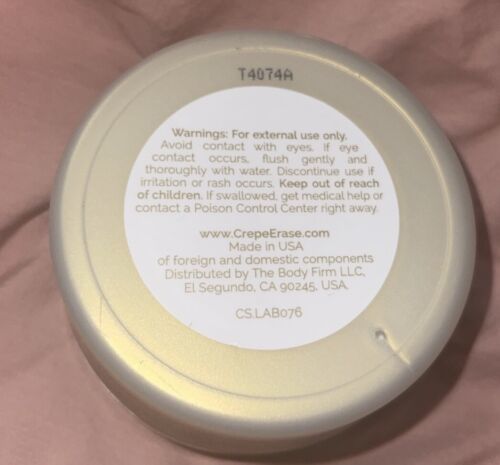 T4074A
Warnings: For external use only.
Avoid contact with eyes. If eye
contact occurs, flush gently and
thoroughly with water. Discontinue use if
irritation or rash occurs. Keep out of reach
of children. If swallowed, get medical help or
contact a Poison Control Center right away.
www.CrepeErase.com
Made in USA
of foreign and domestic components
Distributed by The Body Firm LLC,
El Segundo, CA 90245, USA.
CS.LAB076